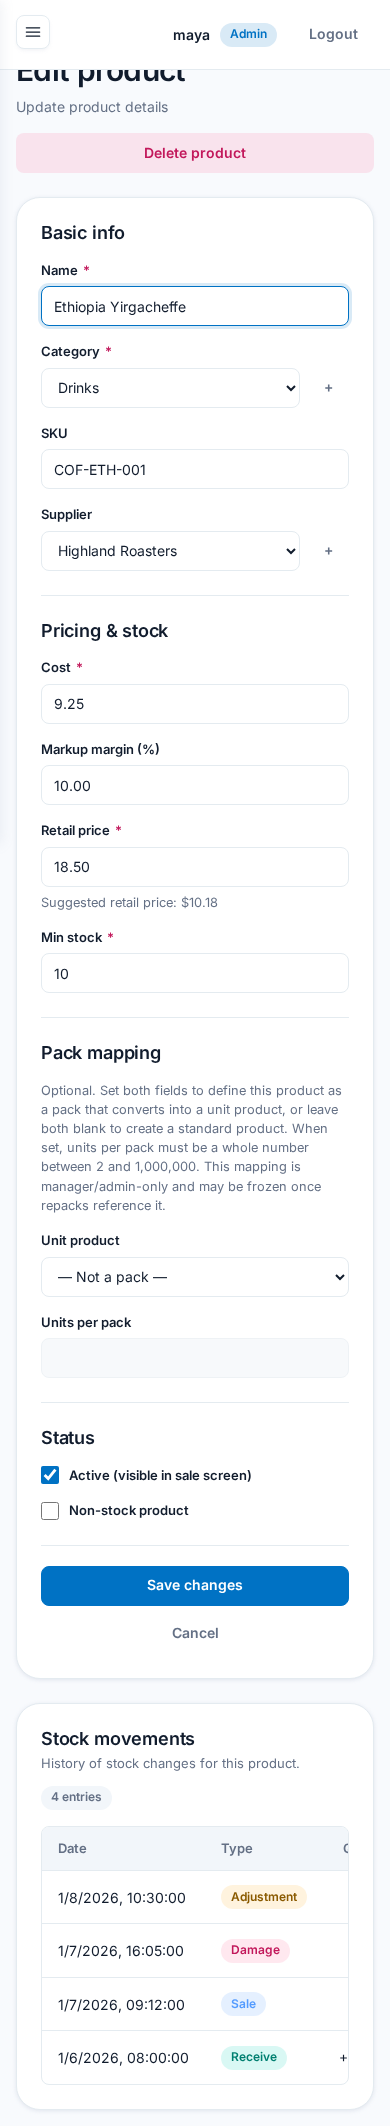 maya Admin Logout
Edit product
Update product details
Delete product
Basic info
Name *
Ethiopia Yirgacheffe
Category *
Drinks
+
SKU
COF-ETH-001
Supplier
Highland Roasters
+
Pricing & stock
Cost *
9.25
Markup margin (%)
10.00
Retail price *
18.50
Suggested retail price: $10.18
Min stock *
10
Pack mapping
Optional. Set both fields to define this product as
a pack that converts into a unit product, or leave
both blank to create a standard product. When
set, units per pack must be a whole number
between 2 and 1,000,000. This mapping is
manager/admin-only and may be frozen once
repacks reference it.
Unit product
— Not a pack —
Units per pack
Status
Active (visible in sale screen)
Non-stock product
Save changes
Cancel
Stock movements
History of stock changes for this product.
4 entries
Date Type
1/8/2026, 10:30:00 Adjustment
1/7/2026, 16:05:00 Damage
1/7/2026, 09:12:00 Sale
1/6/2026, 08:00:00 Receive +